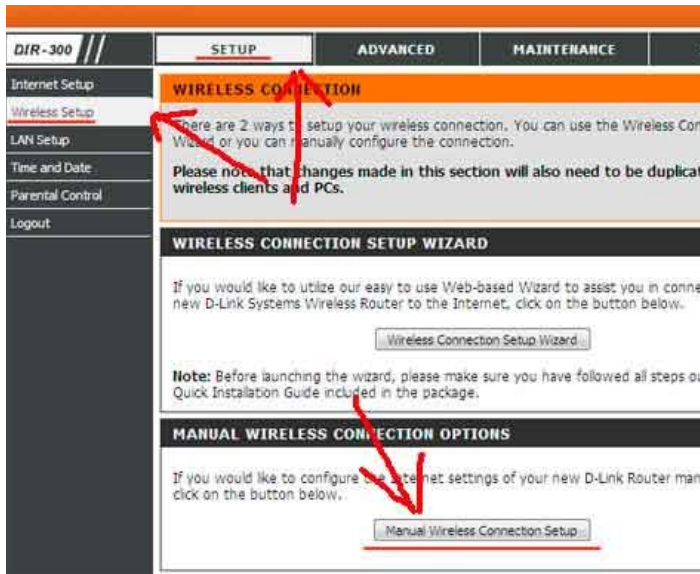 DIR-300
SETUP
ADVANCED
MAINTENANCE
Internet Setup
Wireless Setup
LAN Setup
Time and Date
Parental Control
Logout
WIRELESS CONNECTION
There are 2 ways to setup your wireless connection. You can use the Wireless
Wizard or you can manually configure the connection.
Please note that changes made in this section will also need to be
wireless clients and PCs.
WIRELESS CONNECTION SETUP WIZARD
If you would like to utilize our easy to use Web-based Wizard to assist you in
new D-Link Systems Wireless Router to the Internet, click on the button below.
Wireless Connection Setup Wizard
Note: Before launching the wizard, please make sure you have followed all steps
Quick Installation Guide included in the package.
MANUAL WIRELESS CONNECTION OPTIONS
If you would like to configure the Internet settings of your new D-Link Router
click on the button below.
Manual Wireless Connection Setup